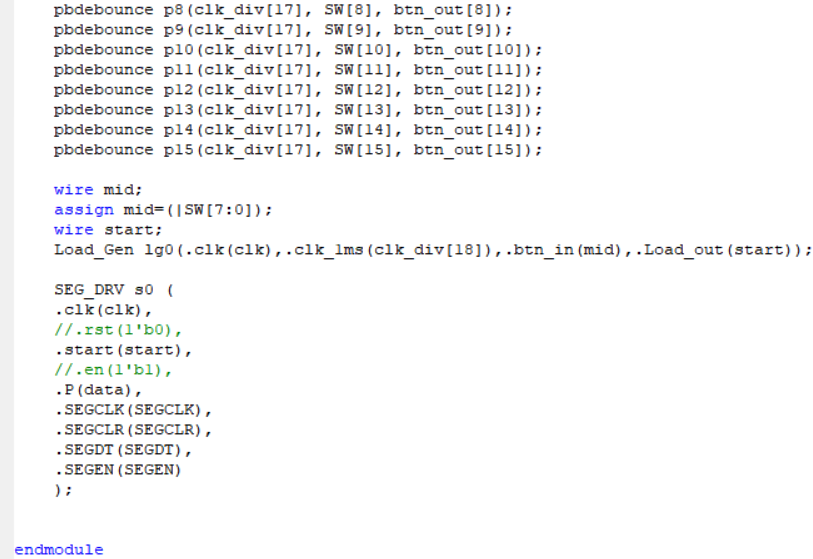 pbdebounce p8(clk_div[17], SW[8], btn_out[8]);
pbdebounce p9(clk_div[17], SW[9], btn_out[9]);
pbdebounce p10(clk_div[17], SW[10], btn_out[10]);
pbdebounce p11(clk_div[17], SW[11], btn_out[11]);
pbdebounce p12(clk_div[17], SW[12], btn_out[12]);
pbdebounce p13(clk_div[17], SW[13], btn_out[13]);
pbdebounce p14(clk_div[17], SW[14], btn_out[14]);
pbdebounce p15(clk_div[17], SW[15], btn_out[15]);
wire mid;
assign mid=(|SW[7:0]);
wire start;
Load_Gen lg0(.clk(clk),.clk_1ms(clk_div[18]),.btn_in(mid),.Load_out(start));
SEG_DRV s0 (
.clk(clk),
//.rst(1'b0),
.start(start),
//.en(1'b1),
.P(data),
.SEGCLK(SEGCLK),
.SEGCLR(SEGCLR),
.SEGDT(SEGDT),
.SEGEN(SEGEN)
);
endmodule